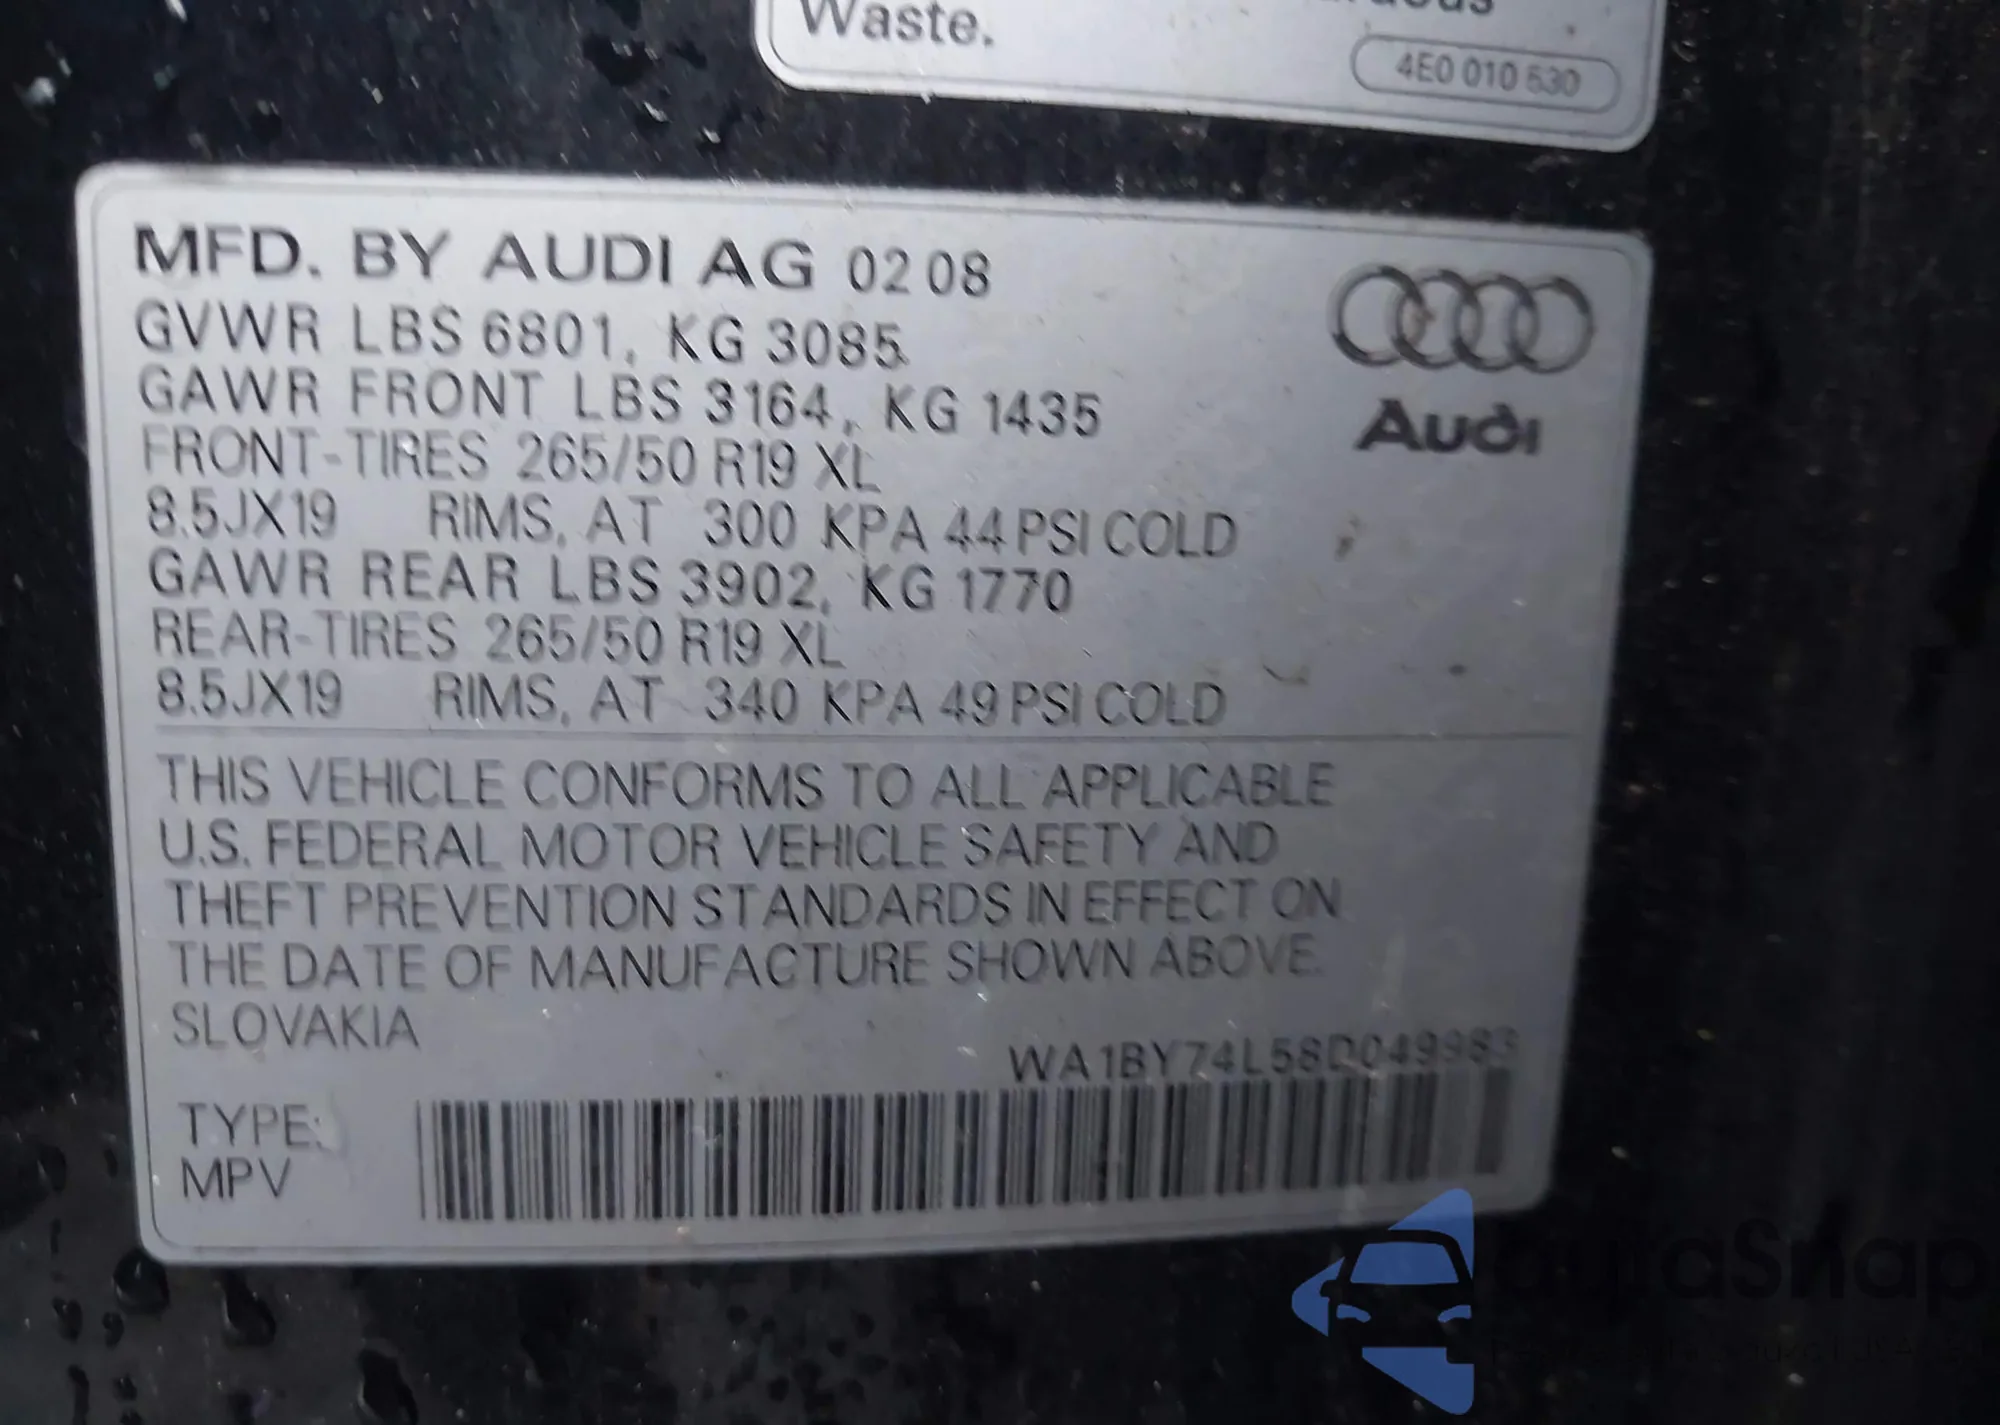 Waste.
4E0 010 530
MFD. BY AUDI AG 02 08
GVWR LBS 6801, KG 3085
GAWR FRONT LBS 3164, KG 1435
FRONT-TIRES 265/50 R19 XL
8.5JX19 RIMS, AT 300 KPA 44 PSI COLD
GAWR REAR LBS 3902, KG 1770
REAR-TIRES 265/50 R19 XL
8.5JX19 RIMS, AT 340 KPA 49 PSI COLD
Audi
THIS VEHICLE CONFORMS TO ALL APPLICABLE
U.S. FEDERAL MOTOR VEHICLE SAFETY AND
THEFT PREVENTION STANDARDS IN EFFECT ON
THE DATE OF MANUFACTURE SHOWN ABOVE.
SLOVAKIA
WA1BY74L58D049983
TYPE:
MPV
AutoSnap